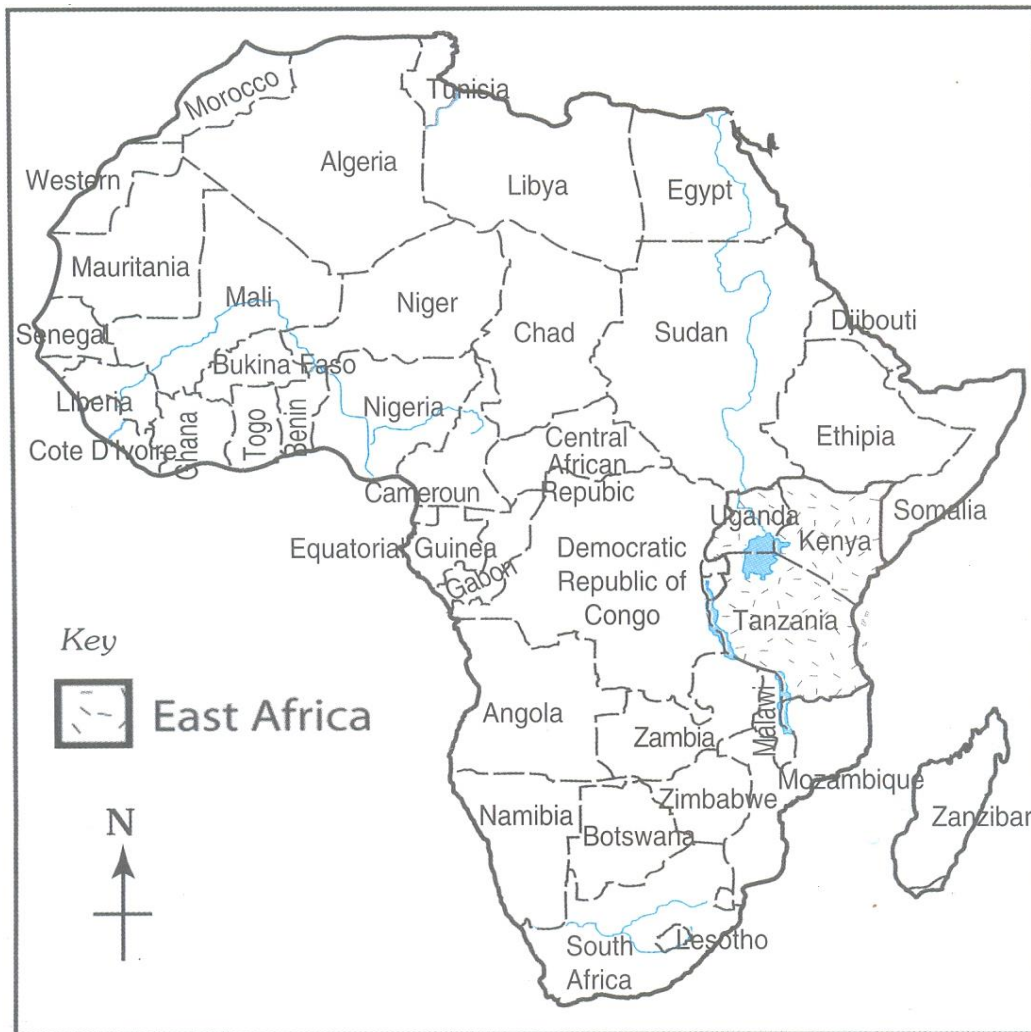 Morocco
Tunisia
Algeria
Libya
Egypt
Western
Mauritania
Mali
Niger
Chad
Sudan
Djibouti
Senegal
Bukina Faso
Liberia
Nigeria
Cote D'Ivoire
Ghana
Togo
Benin
Ethipia
Central
African
Repubic
Cameroun
Uganda
Kenya
Somalia
Equatorial Guinea
Gabon
Democratic
Republic of
Congo
Tanzania
Key
East Africa
Angola
Zambia
Malawi
Mozambique
Zimbabwe
Namibia
Botswana
Zanzibar
N
South
Africa
Lesotho